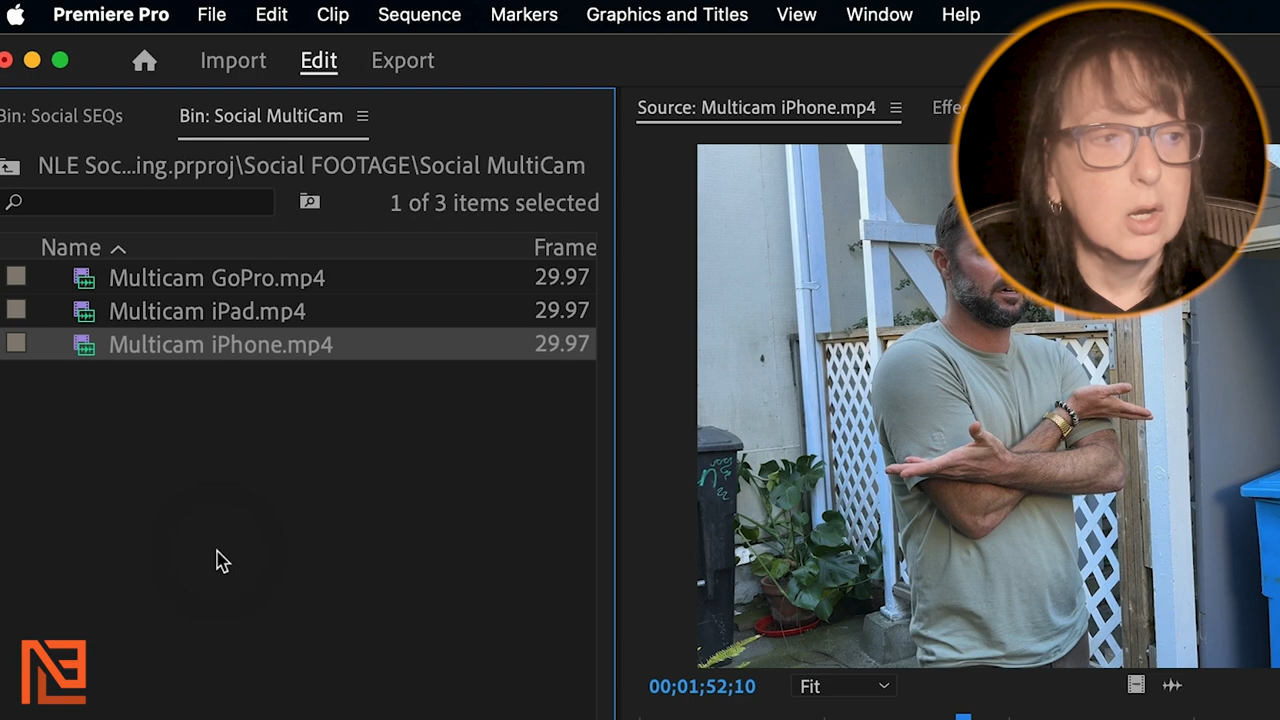 Premiere Pro File Edit Clip Sequence Markers Graphics and Titles View Window Help
Import Edit Export
Bin: Social SEQs Bin: Social MultiCam
Source: Multicam iPhone.mp4 Effe
NLE Soc...ing.prproj\Social FOOTAGE\Social MultiCam
1 of 3 items selected
Name Frame
Multicam GoPro.mp4 29.97
Multicam iPad.mp4 29.97
Multicam iPhone.mp4 29.97
00;01;52;10 Fit